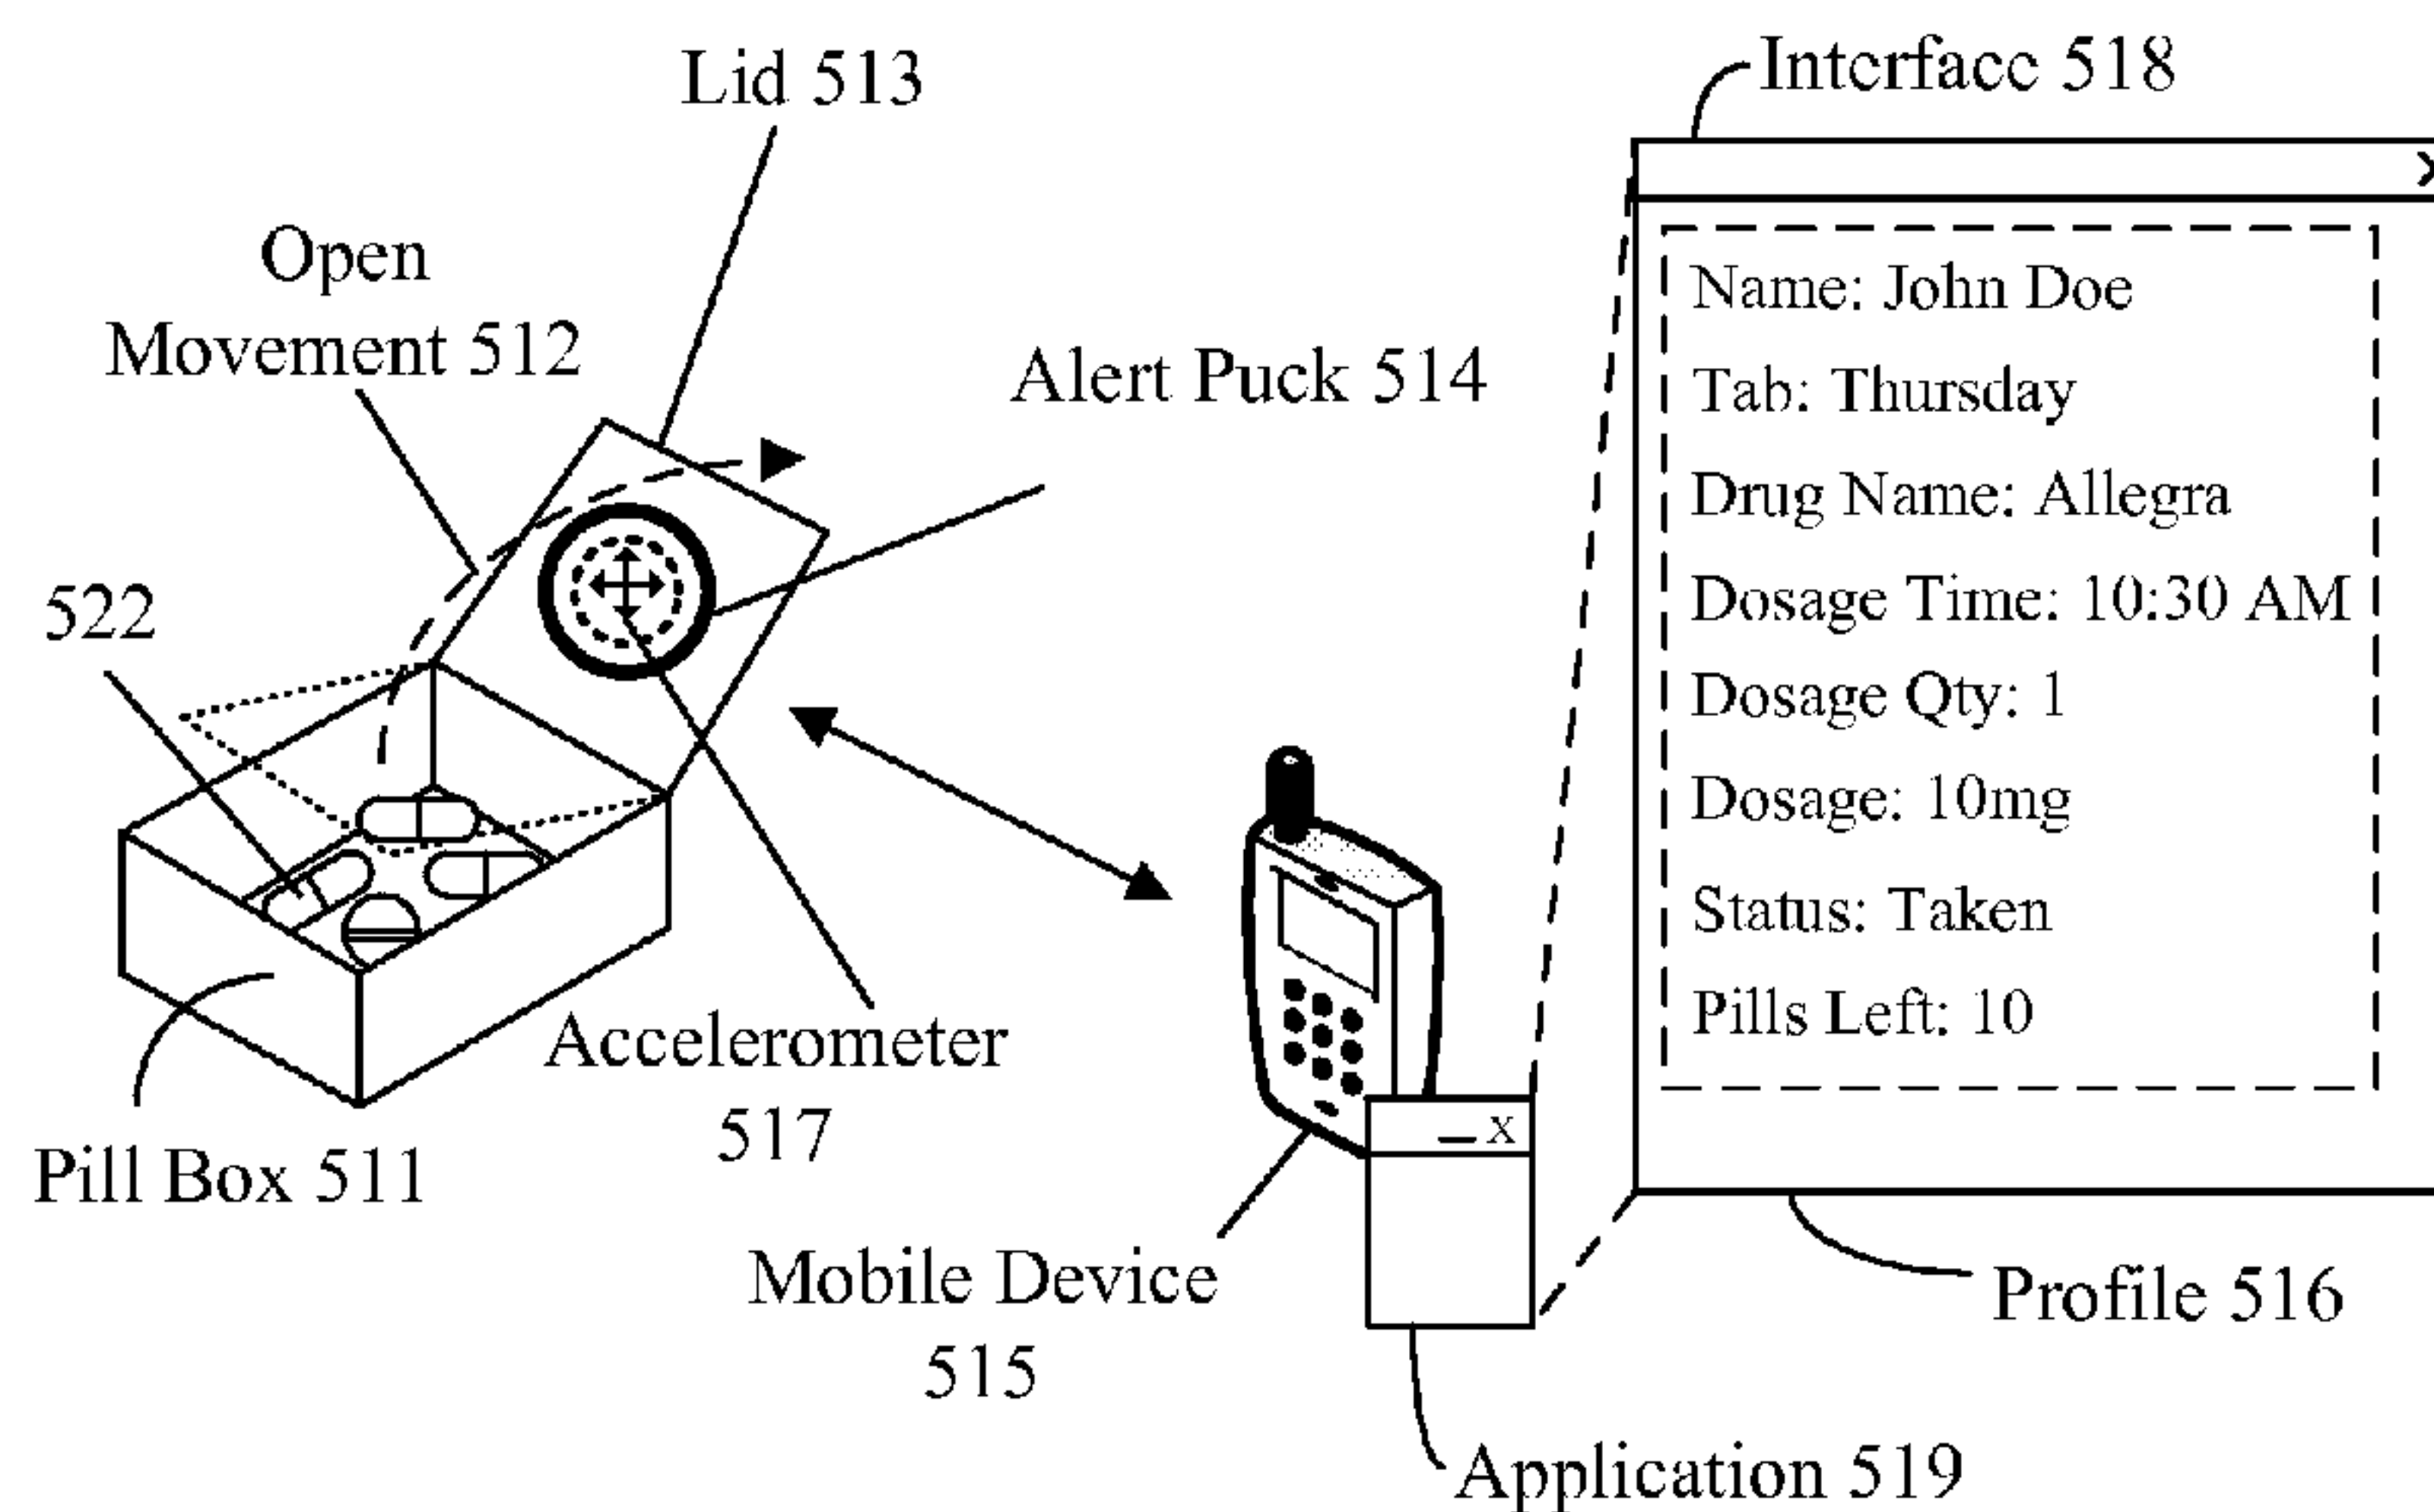 Lid 513
Interface 518
X
Open
Movement 512
Alert Puck 514
522
Name: John Doe
Tab: Thursday
Drug Name: Allegra
Dosage Time: 10:30 AM
Dosage Qty: 1
Dosage: 10mg
Status: Taken
Pills Left: 10
Accelerometer
517
Pill Box 511
_ X
Mobile Device
515
Profile 516
Application 519